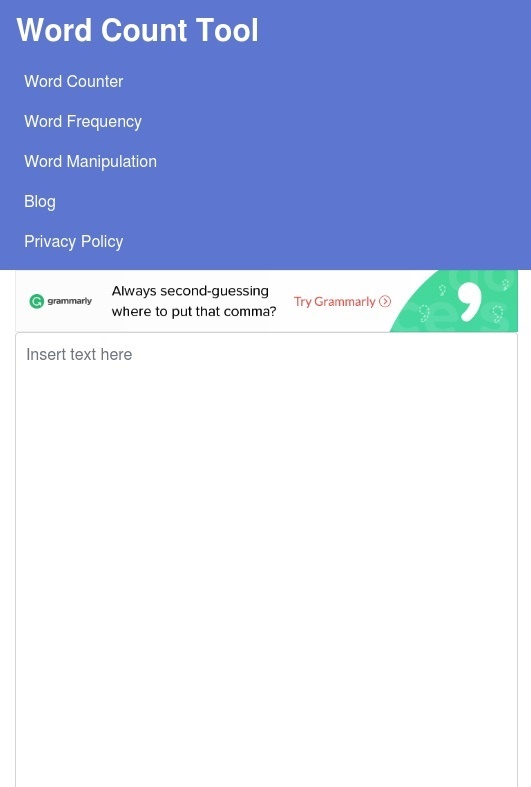 Word Count Tool
Word Counter
Word Frequency
Word Manipulation
Blog
Privacy Policy
grammarly
Always second-guessing
where to put that comma?
Try Grammarly
Insert text here